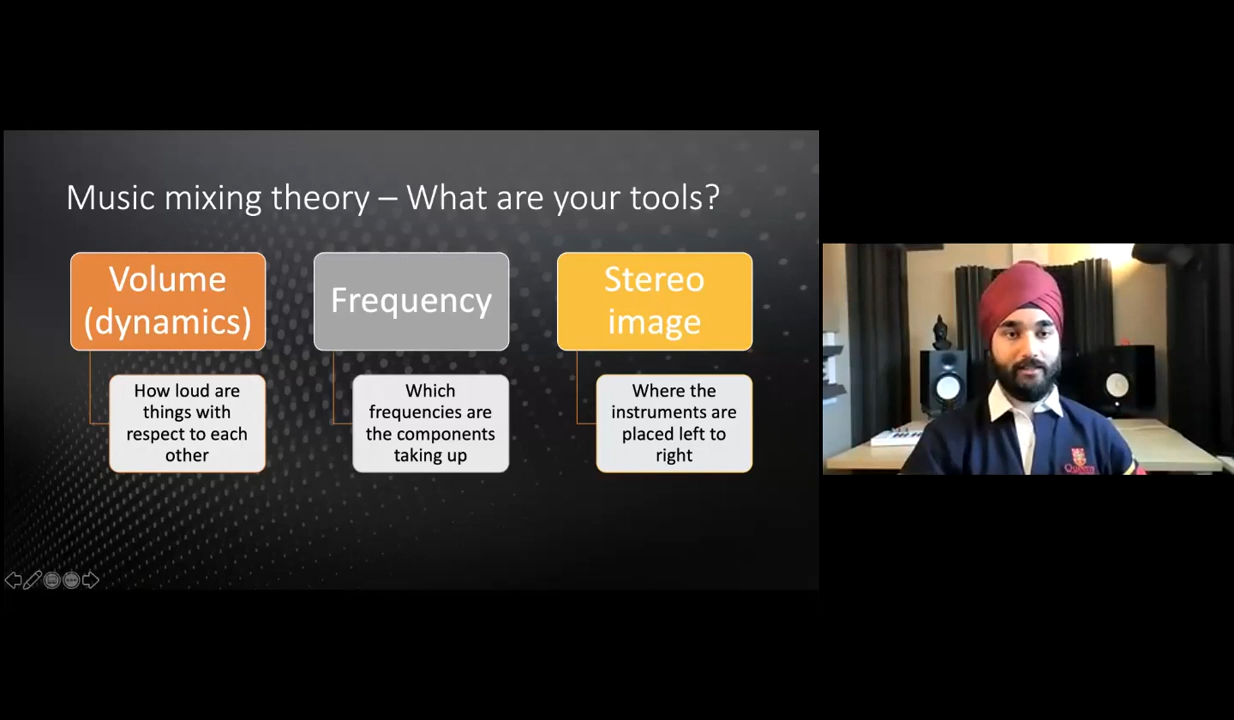 Music mixing theory – What are your tools?
Volume
(dynamics)
How loud are
things with
respect to each
other
Frequency
Which
frequencies are
the components
taking up
Stereo
image
Where the
instruments are
placed left to
right
Queen's